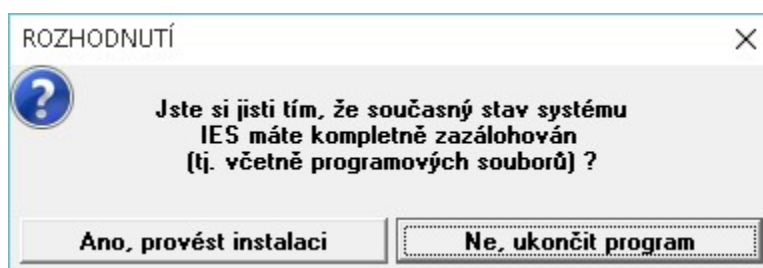 ROZHODNUTÍ
Jste si jisti tím, že současný stav systému
IES máte kompletně zazálohován
(tj. včetně programových souborů) ?
Ano, provést instalaci
Ne, ukončit program